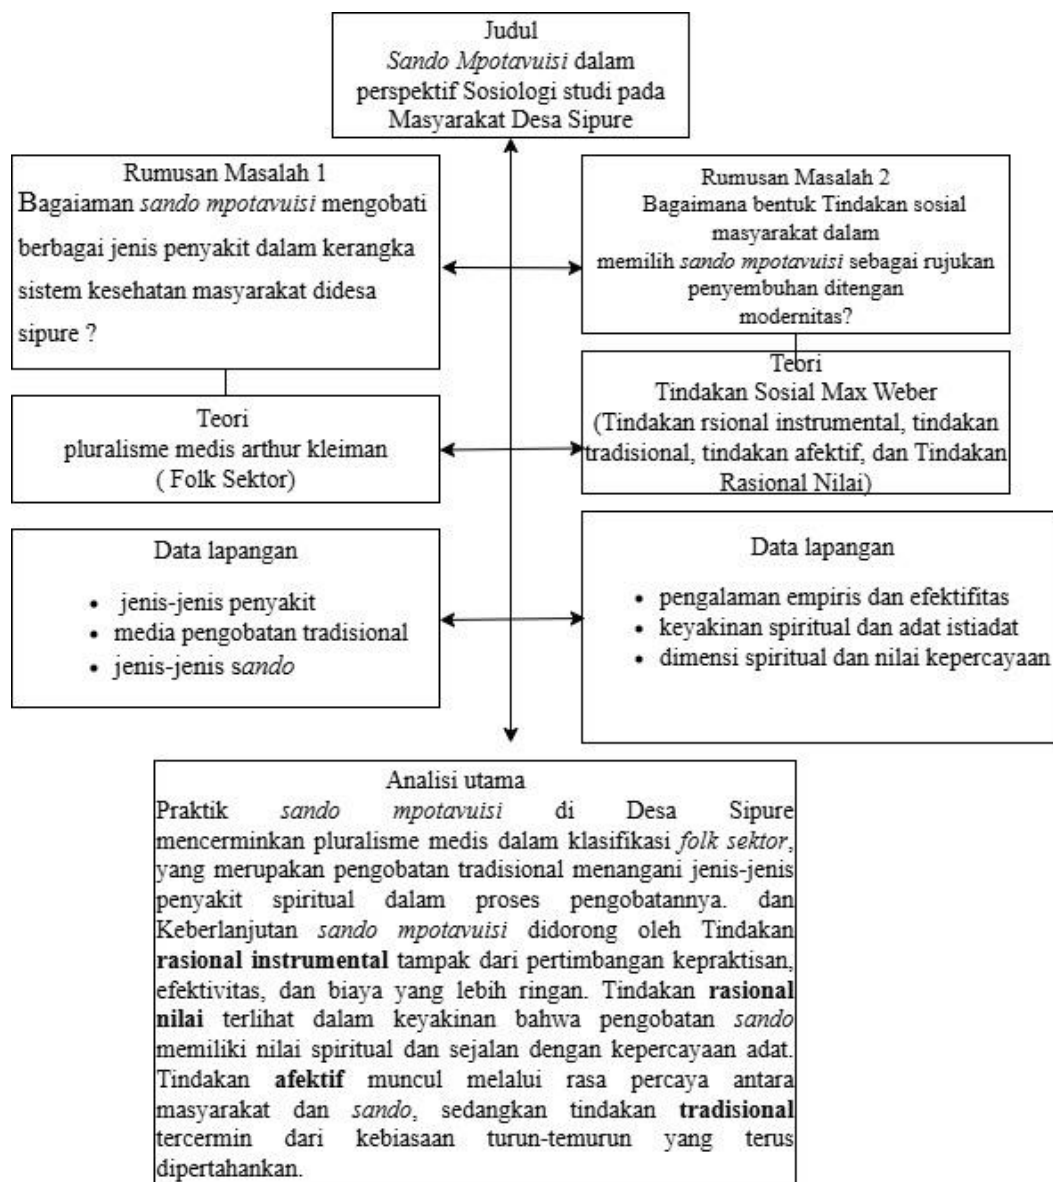 Judul
Sando Mpotavuisi dalam
perspektif Sosiologi studi pada
Masyarakat Desa Sipure
Rumusan Masalah 1
Bagaiaman sando mpotavuisi mengobati
berbagai jenis penyakit dalam kerangka
sistem kesehatan masyarakat didesa
sipure ?
Rumusan Masalah 2
Bagaimana bentuk Tindakan sosial
masyarakat dalam
memilih sando mpotavuisi sebagai rujukan
penyembuhan ditengan
modernitas?
Teori
pluralisme medis arthur kleiman
( Folk Sektor)
Teori
Tindakan Sosial Max Weber
(Tindakan rsional instrumental, tindakan
tradisional, tindakan afektif, dan Tindakan
Rasional Nilai)
Data lapangan
• jenis-jenis penyakit
• media pengobatan tradisional
• jenis-jenis sando
Data lapangan
• pengalaman empiris dan efektifitas
• keyakinan spiritual dan adat istiadat
• dimensi spiritual dan nilai kepercayaan
Analisi utama
Praktik sando mpotavuisi di Desa Sipure
mencerminkan pluralisme medis dalam klasifikasi folk sektor,
yang merupakan pengobatan tradisional menangani jenis-jenis
penyakit spiritual dalam proses pengobatannya. dan
Keberlanjutan sando mpotavuisi didorong oleh Tindakan
rasional instrumental tampak dari pertimbangan kepraktisan,
efektivitas, dan biaya yang lebih ringan. Tindakan rasional
nilai terlihat dalam keyakinan bahwa pengobatan sando
memiliki nilai spiritual dan sejalan dengan kepercayaan adat.
Tindakan afektif muncul melalui rasa percaya antara
masyarakat dan sando, sedangkan tindakan tradisional
tercermin dari kebiasaan turun-temurun yang terus
dipertahankan.